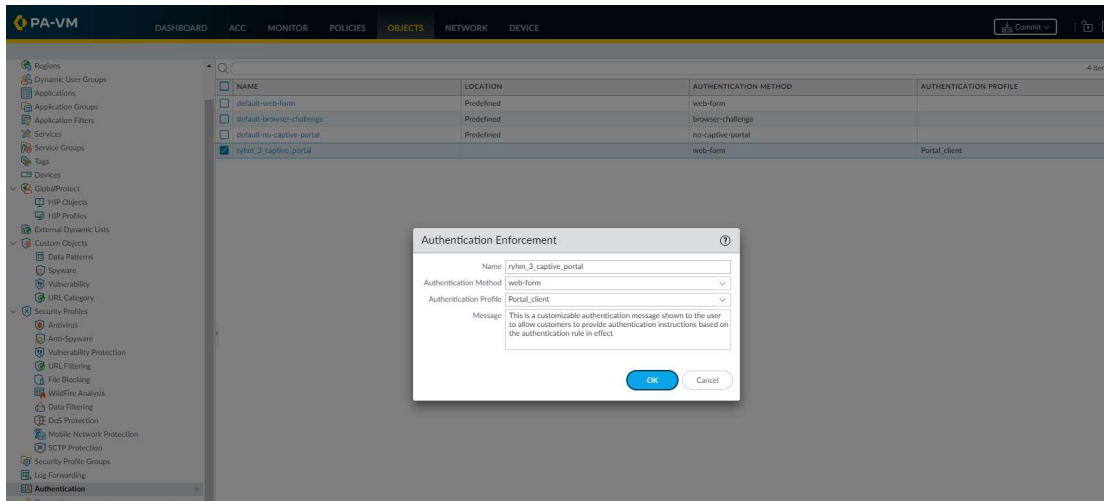 PA-VM
DASHBOARD ACC MONITOR POLICIES OBJECTS NETWORK DEVICE
Commit
Regions
Dynamic User Groups
Applications
Application Groups
Application Filters
Services
Service Groups
Tags
Devices
GlobalProtect
HIP Objects
HIP Profiles
External Dynamic Lists
Custom Objects
Data Patterns
Spyware
Vulnerability
URL Category
Security Profiles
Antivirus
Anti-Spyware
Vulnerability Protection
URL Filtering
File Blocking
WildFire Analysis
Data Filtering
DoS Protection
Mobile Network Protection
SCTP Protection
Security Profile Groups
Log Forwarding
Authentication
4 iter
NAME LOCATION AUTHENTICATION METHOD AUTHENTICATION PROFILE
default-web-form Predefined web-form
default-browser-challenge Predefined browser-challenge
default-no-captive-portal Predefined no-captive-portal
ryhm_3_captive_portal web-form Portal_client
Authentication Enforcement
Name ryhm_3_captive_portal
Authentication Method web-form
Authentication Profile Portal_client
Message This is a customizable authentication message shown to the user
to allow customers to provide authentication instructions based on
the authentication rule in effect
OK Cancel